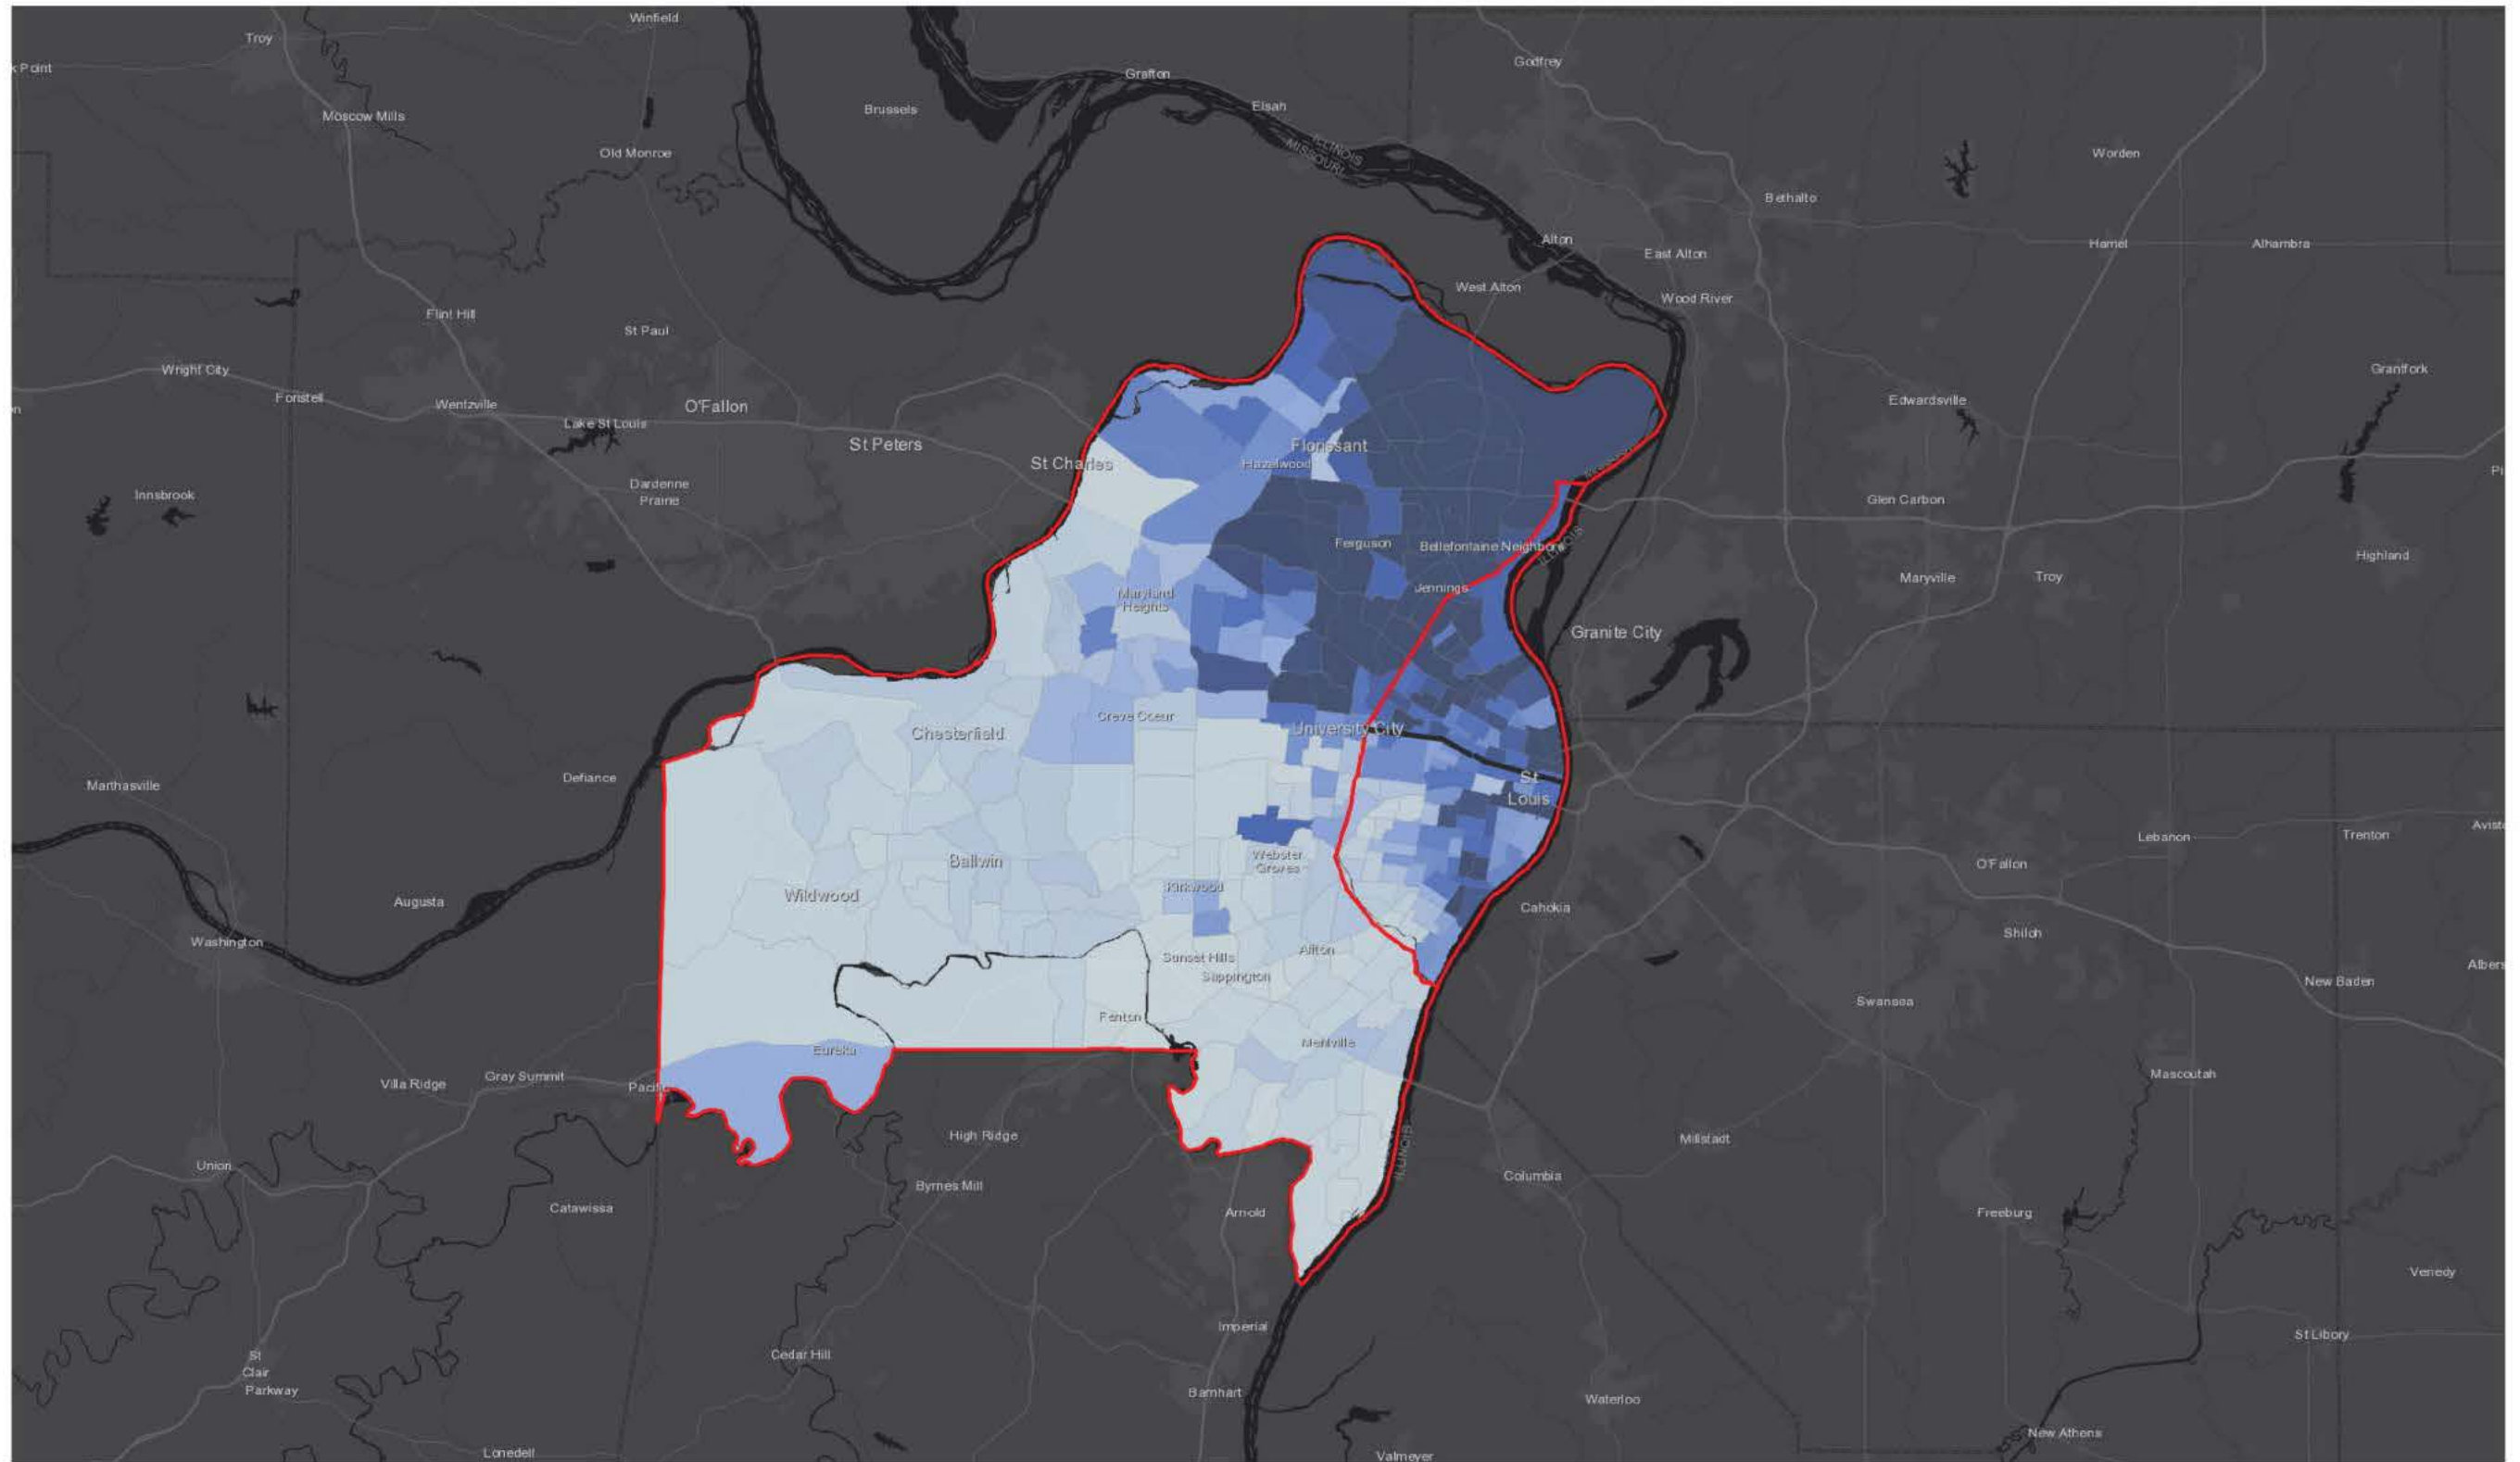 Winfield
Troy
k Point
Godfrey
Grafton
Moscow Mills
Brussels
Elsah
Old Monroe
ILLINOIS
MISSOURI
Worden
Bethalto
Alton
Hamel
Alhambra
East Alton
West Alton
Wood River
Flint Hill
St Paul
Wright City
Grantfork
Foristell
Wentzville
O'Fallon
Edwardsville
Lake St Louis
St Peters
Florissant
St Charles
Hazelwood
Dardenne
Prairie
Innsbrook
Glen Carbon
Ferguson
Bellefontaine Neighbors
ILLINOIS
Highland
Maryville
Troy
Jennings
Maryland
Heights
Granite City
Creve Coeur
University City
Chesterfield
Defiance
Marthasville
St
Louis
Lebanon
Trenton
Avist
Webster
Groves
Ballwin
O'Fallon
Kirkwood
Wildwood
Augusta
Cahokia
Washington
Shiloh
Affton
Sunset Hills
Sappington
Albers
New Baden
Swansea
Fenton
Mehlville
Eureka
Gray Summit
Villa Ridge
Pacific
Mascoutah
High Ridge
Millstadt
ILLINOIS
Union
Columbia
Byrnes Mill
Catawissa
Arnold
Freeburg
Venedy
Imperial
St Libory
St
Clair
Parkway
Cedar Hill
Barnhart
Waterloo
New Athens
Lonedell
Valmeyer